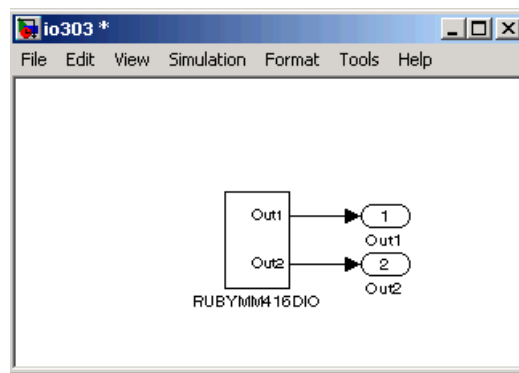 io303 *
File Edit View Simulation Format Tools Help
Out1
1
Out1
Out2
2
Out2
RUBYMM416DIO